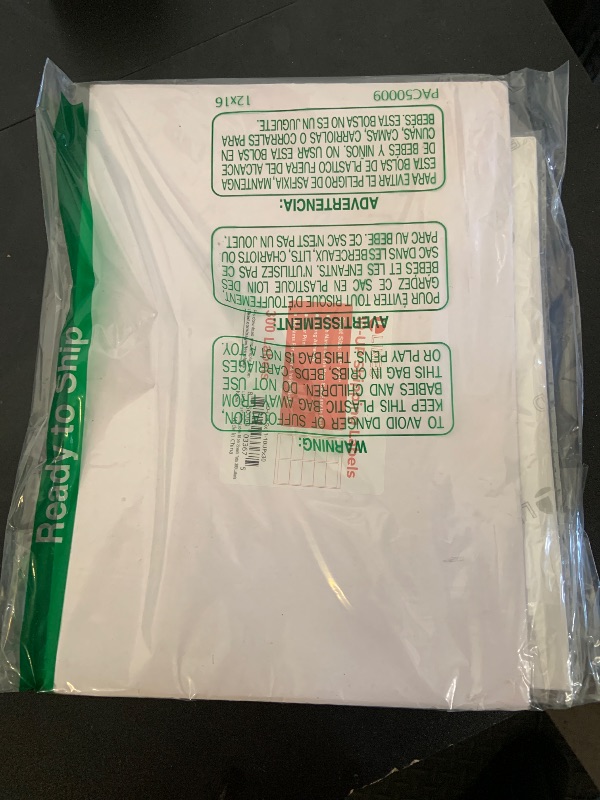 Ready to Ship
WARNING:
TO AVOID DANGER OF SUFFOCATION,
KEEP THIS PLASTIC BAG AWAY FROM
BABIES AND CHILDREN. DO NOT USE
THIS BAG IN CRIBS, BEDS, CARRIAGES
OR PLAY PENS. THIS BAG IS NOT A TOY.
AVERTISSEMENT:
POUR ÉVITER TOUT RISQUE D'ÉTOUFFEMENT,
GARDEZ CE SAC EN PLASTIQUE LOIN DES
BEBES ET LES ENFANTS. N'UTILISEZ PAS CE
SAC DANS LES BERCEAUX, LITS, CHARIOTS OU
PARC AU BEBE. CE SAC N'EST PAS UN JOUET.
ADVERTENCIA:
PARA EVITAR EL PELIGRO DE ASFIXIA, MANTENGA
ESTA BOLSA DE PLASTICO FUERA DEL ALCANCE
DE BEBES Y NIÑOS. NO USAR ESTA BOLSA EN
CUNAS, CAMAS, CARRIOLAS O CORRALES PARA
BEBES. ESTA BOLSA NO ES UN JUGUETE.
PAC50009
12x16